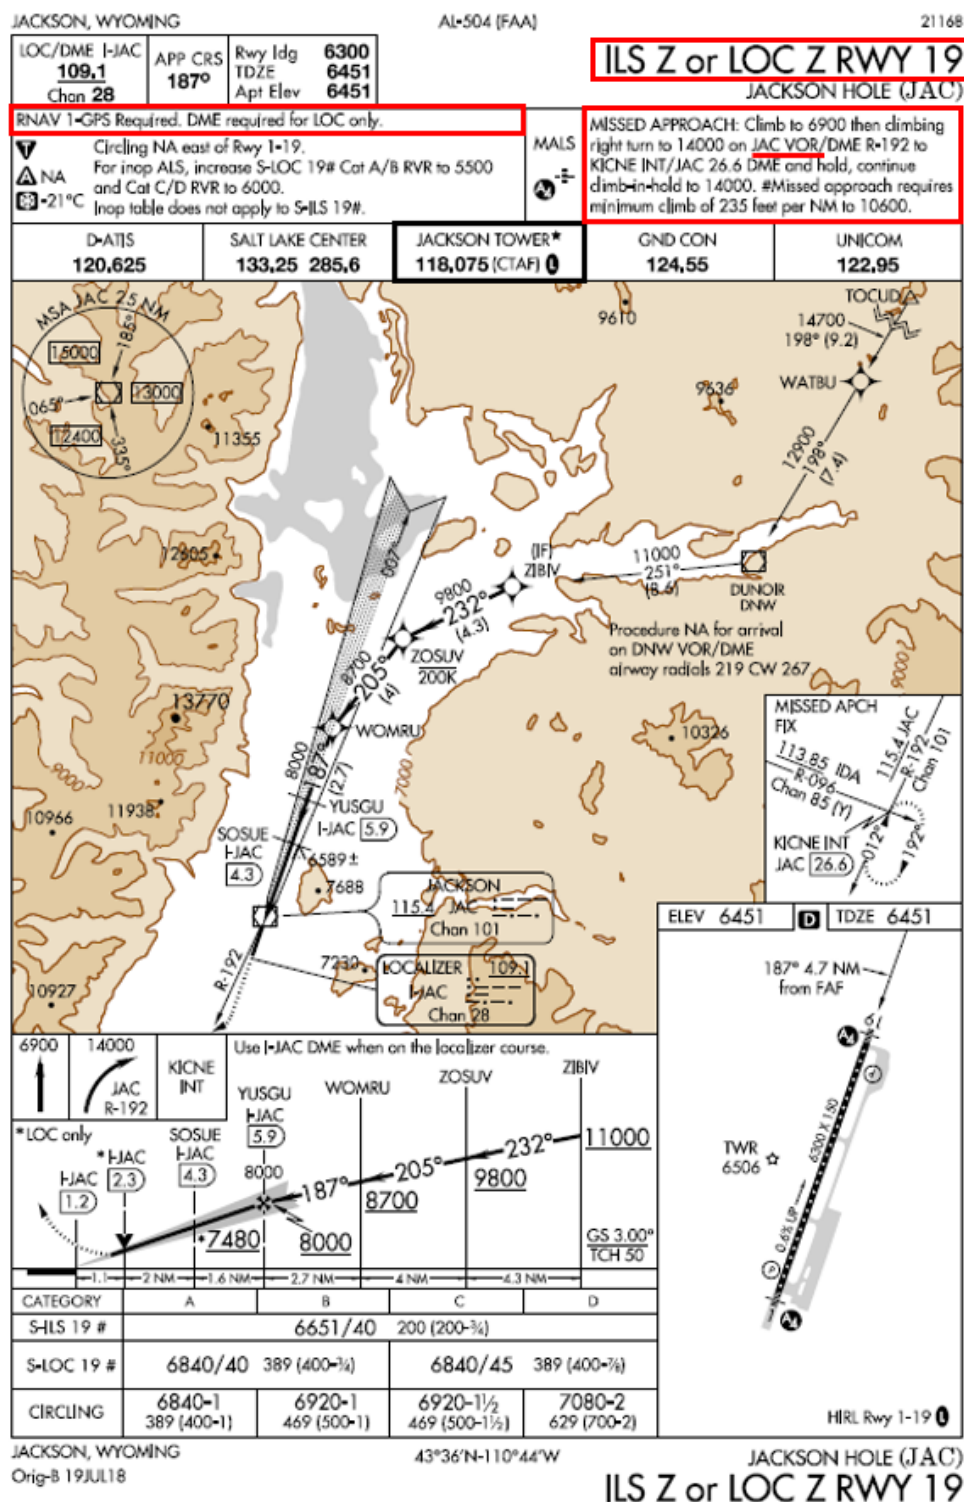 JACKSON, WYOMING
AL-504 (FAA)
21168
LOC/DME I-JAC
109.1
Chan 28
APP CRS
187°
Rwy ldg 6300
TDZE 6451
Apt Elev 6451
ILS Z or LOC Z RWY 19
JACKSON HOLE (JAC)
RNAV 1-GPS Required. DME required for LOC only.
T
A NA
-21°C
Circling NA east of Rwy 1-19.
For inop ALS, increase S-LOC 19# Cat A/B RVR to 5500
and Cat C/D RVR to 6000.
Inop table does not apply to S-ILS 19#.
MALS
MISSED APPROACH: Climb to 6900 then climbing
right turn to 14000 on JAC VOR/DME R-192 to
KICNE INT/JAC 26.6 DME and hold, continue
climb-in-hold to 14000. #Missed approach requires
minimum climb of 235 feet per NM to 10600.
D-ATIS
120.625
SALT LAKE CENTER
133.25 285.6
JACKSON TOWER★
118.075 (CTAF) L
GND CON
124.55
UNICOM
122.95
MSA JAC 25 NM
185°
15000
13000
065°
12400
335°
11355
9610
TOCUD
14700
198° (9.2)
WATBU
9636
12900
198°
(7.4)
12605
007
(IF)
ZIBIV
11000
251°
(8.6)
DUNOIR
DNW
9800
232°
(4.3)
ZOSUV
200K
Procedure NA for arrival
on DNW VOR/DME
airway radials 219 CW 267
8700
205°
(4)
WOMRU
13770
11000
9000
9000
7000
10326
8000
187°
(2.7)
YUSGU
I-JAC 5.9
11938
10966
SOSUE
I-JAC
4.3
6589±
7688
MISSED APCH
FIX
113.85 IDA
R-096
Chan 85 (Y)
115.4 JAC
R-192
Chan 101
KICNE INT
JAC 26.6
012°
192°
JACKSON
115.4 JAC
Chan 101
R-192
7230
LOCALIZER 109.1
I-JAC
Chan 28
10927
ELEV 6451
D
TDZE 6451
187° 4.7 NM
from FAF
19
6300 X 150
TWR
6506
0.6% UP
P
HIRL Rwy 1-19 L
6900
14000
JAC
R-192
KICNE
INT
Use I-JAC DME when on the localizer course.
*LOC only
I-JAC
1.2
*I-JAC
2.3
SOSUE
I-JAC
4.3
YUSGU
I-JAC
5.9
WOMRU
ZOSUV
ZIBIV
8000
187°
205°
232°
11000
9800
8700
8000
*7480
GS 3.00°
TCH 50
1.1
2 NM
1.6 NM
2.7 NM
4 NM
4.3 NM
CATEGORY A B C D
S-ILS 19 # 6651/40 200 (200-¾)
S-LOC 19 # 6840/40 389 (400-¾) 6840/45 389 (400-⅞)
CIRCLING 6840-1 389 (400-1) 6920-1 469 (500-1) 6920-1½ 469 (500-1½) 7080-2 629 (700-2)
JACKSON, WYOMING
Orig-B 19JUL18
43°36'N-110°44'W
JACKSON HOLE (JAC)
ILS Z or LOC Z RWY 19